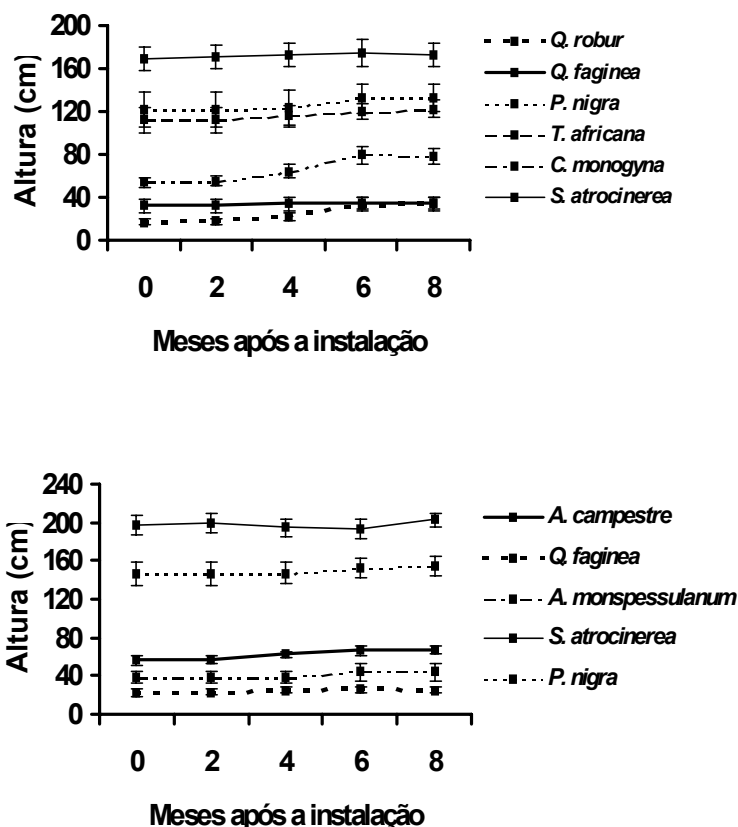 200
160
120
80
40
0
Altura (cm)
0 2 4 6 8
Meses após a instalação
Q. robur
Q. faginea
P. nigra
T. africana
C. monogyna
S. atrocinerea
240
200
160
120
80
40
0
Altura (cm)
0 2 4 6 8
Meses após a instalação
A. campestre
Q. faginea
A. monspessulanum
S. atrocinerea
P. nigra